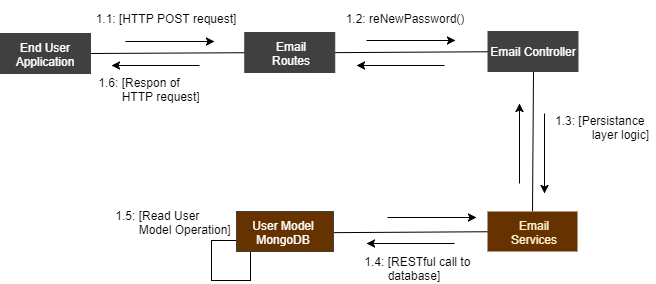 1.1: [HTTP POST request]
1.2: reNewPassword()
End User
Application
Email
Routes
Email Controller
1.6: [Respon of
HTTP request]
1.3: [Persistance
layer logic]
1.5: [Read User
Model Operation]
User Model
MongoDB
Email
Services
1.4: [RESTful call to
database]